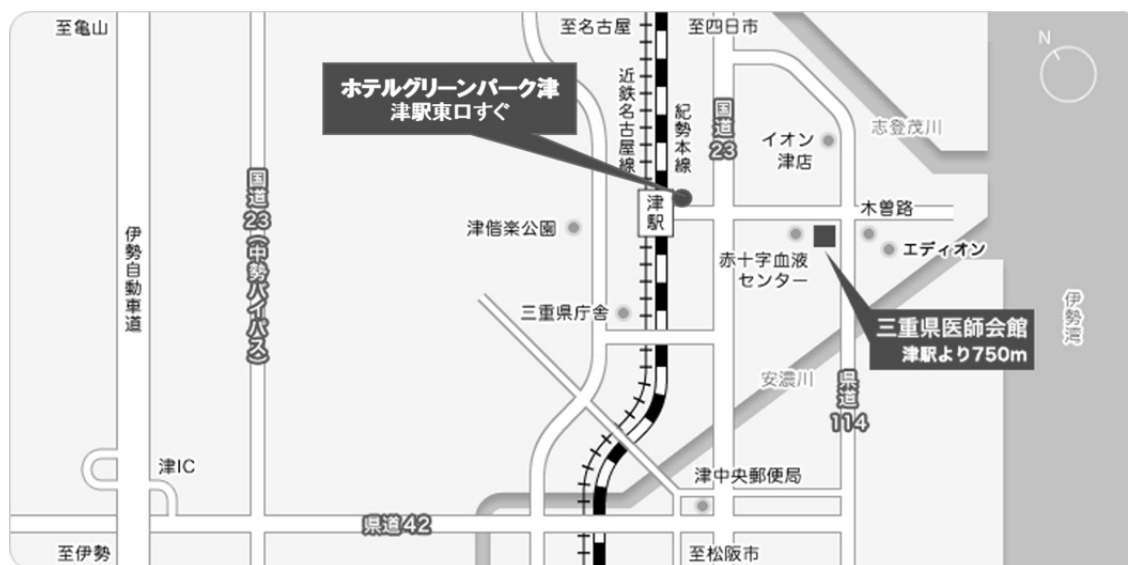 至亀山
至名古屋
至四日市
N
ホテルグリーンパーク津
津駅東口すぐ
近鉄名古屋線
紀勢本線
国道
23
イオン
津店
志登茂川
国道
23
(中勢バイパス)
伊勢自動車道
津偕楽公園
津駅
木曽路
赤十字血液
センター
エディオン
三重県庁舎
三重県医師会館
津駅より750m
伊勢湾
安濃川
県道
114
津IC
津中央郵便局
県道42
至伊勢
至松阪市